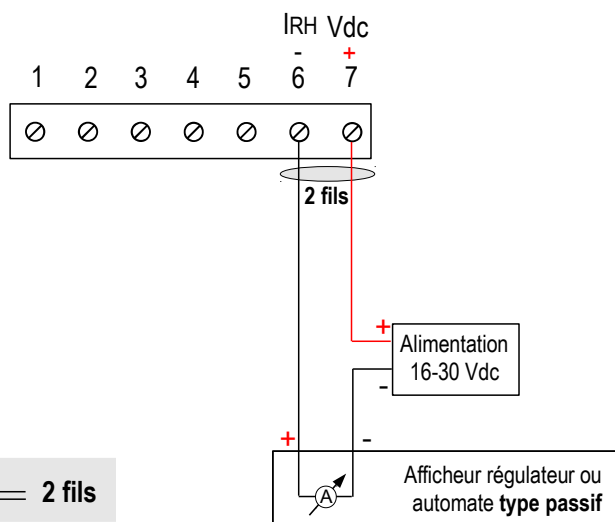 IRH Vdc
- +
1 2 3 4 5 6 7
2 fils
+
Alimentation
16-30 Vdc
-
+ -
A
Afficheur régulateur ou
automate type passif
2 fils